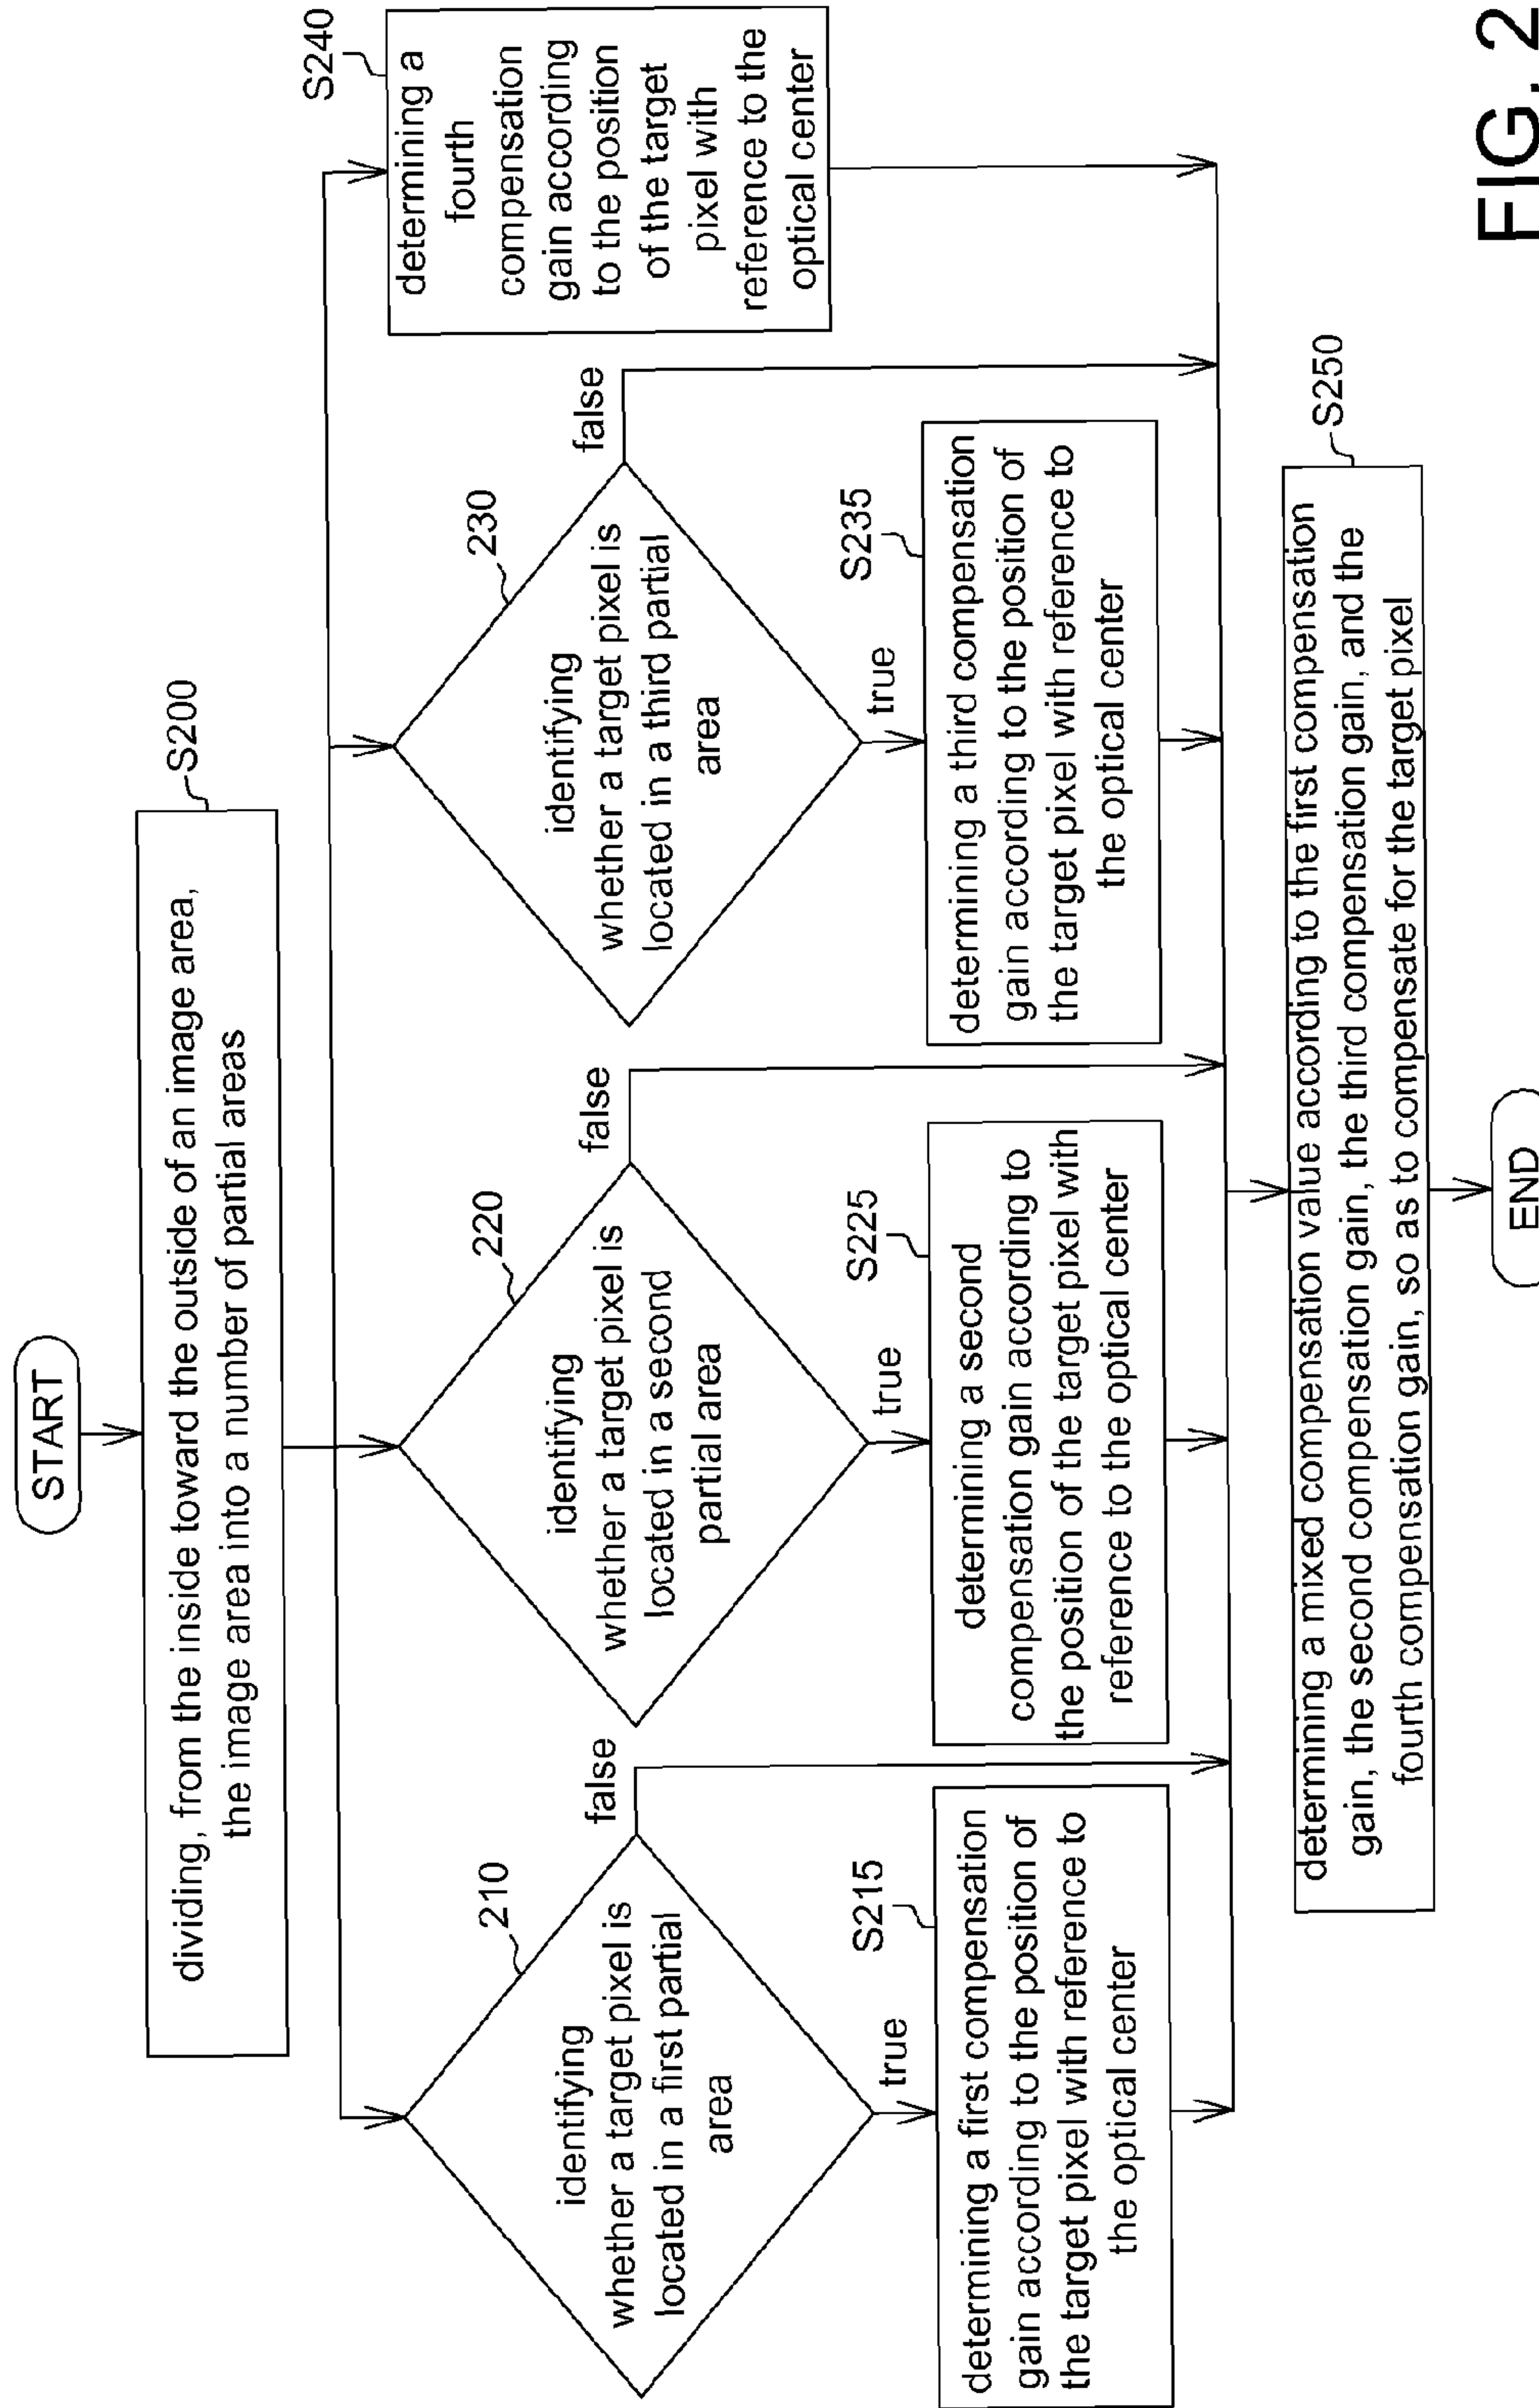 START
S200
dividing, from the inside toward the outside of an image area,
the image area into a number of partial areas
210
identifying
whether a target pixel is
located in a first partial
area
false
true
S215
determining a first compensation
gain according to the position of
the target pixel with reference to
the optical center
220
identifying
whether a target pixel is
located in a second
partial area
false
true
S225
determining a second
compensation gain according to
the position of the target pixel with
reference to the optical center
230
identifying
whether a target pixel is
located in a third partial
area
false
true
S235
determining a third compensation
gain according to the position of
the target pixel with reference to
the optical center
S240
determining a
fourth
compensation
gain according
to the position
of the target
pixel with
reference to the
optical center
S250
determining a mixed compensation value according to the first compensation
gain, the second compensation gain, the third compensation gain, and the
fourth compensation gain, so as to compensate for the target pixel
END
FIG. 2